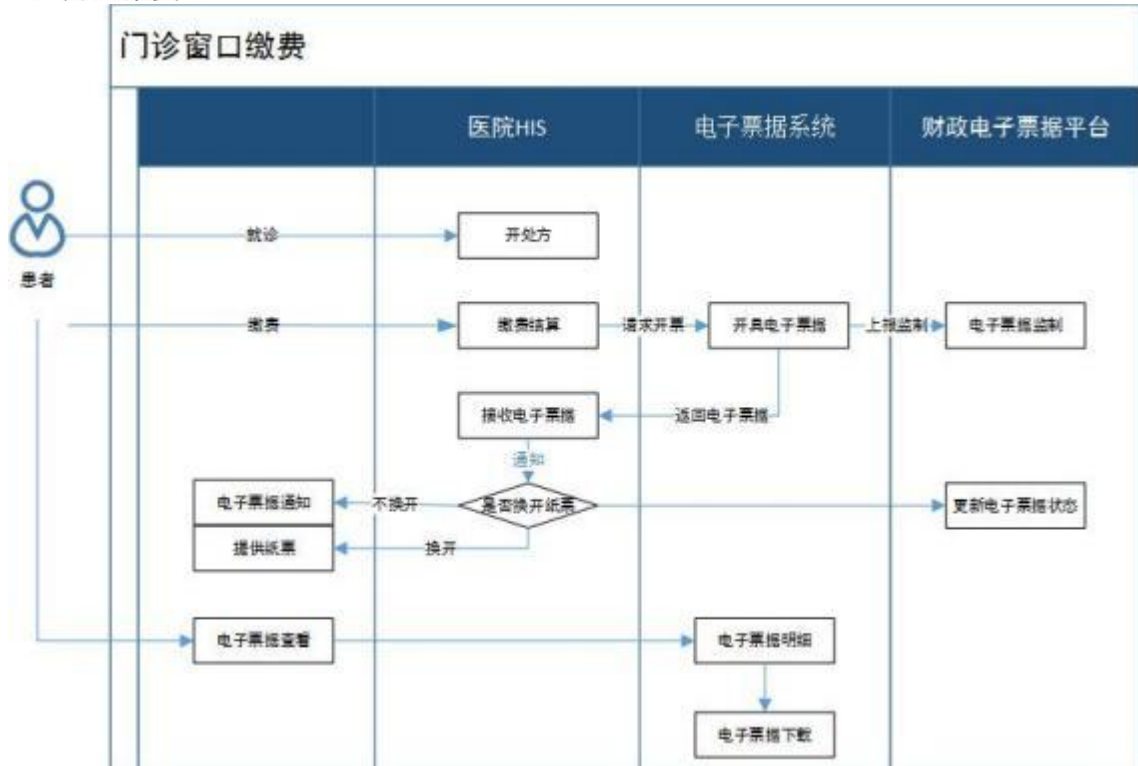 门诊窗口缴费
医院HIS 电子票据系统 财政电子票据平台
就诊 开处方
患者
缴费 缴费结算 请求开票 开具电子票据 上报监制 电子票据监制
接收电子票据 返回电子票据
通知
电子票据通知 不换开 是否换开纸票 更新电子票据状态
提供纸票 换开
电子票据查看 电子票据明细
电子票据下载